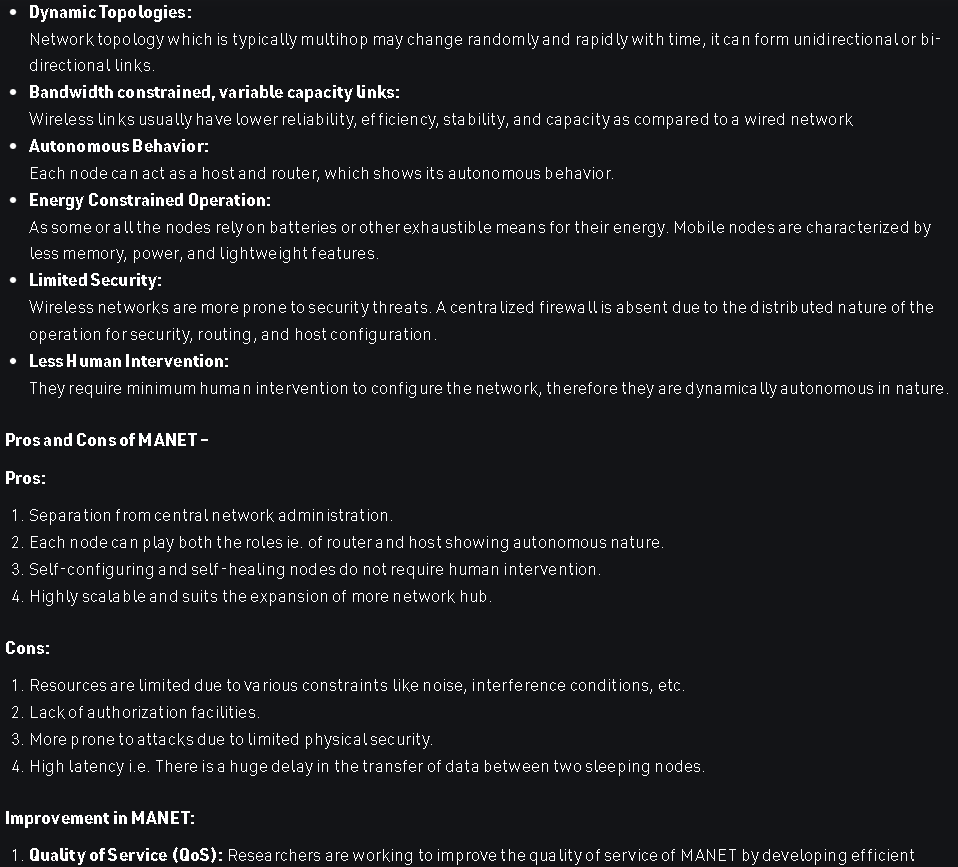 • Dynamic Topologies:
Network topology which is typically multihop may change randomly and rapidly with time, it can form unidirectional or bi-
directional links.
• Bandwidth constrained, variable capacity links:
Wireless links usually have lower reliability, efficiency, stability, and capacity as compared to a wired network
• Autonomous Behavior:
Each node can act as a host and router, which shows its autonomous behavior.
• Energy Constrained Operation:
As some or all the nodes rely on batteries or other exhaustible means for their energy. Mobile nodes are characterized by
less memory, power, and lightweight features.
• Limited Security:
Wireless networks are more prone to security threats. A centralized firewall is absent due to the distributed nature of the
operation for security, routing, and host configuration.
• Less Human Intervention:
They require minimum human intervention to configure the network, therefore they are dynamically autonomous in nature.
Pros and Cons of MANET –
Pros:
1. Separation from central network administration.
2. Each node can play both the roles ie. of router and host showing autonomous nature.
3. Self-configuring and self-healing nodes do not require human intervention.
4. Highly scalable and suits the expansion of more network hub.
Cons:
1. Resources are limited due to various constraints like noise, interference conditions, etc.
2. Lack of authorization facilities.
3. More prone to attacks due to limited physical security.
4. High latency i.e. There is a huge delay in the transfer of data between two sleeping nodes.
Improvement in MANET:
1. Quality of Service (QoS): Researchers are working to improve the quality of service of MANET by developing efficient